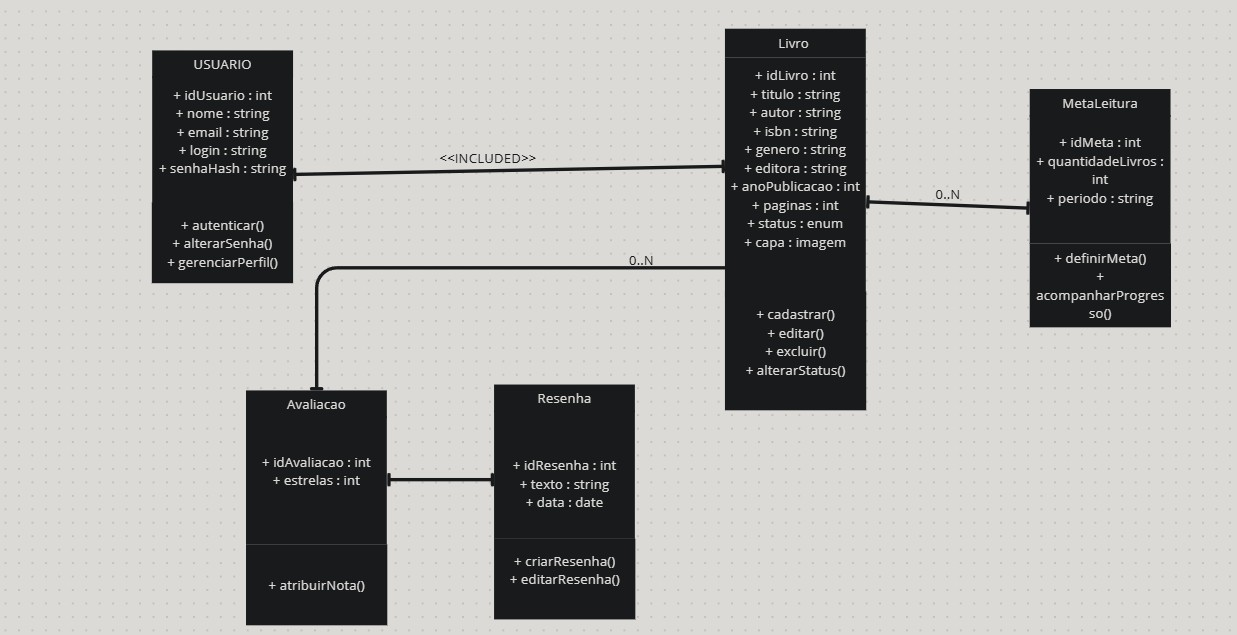 USUARIO
+ idUsuario : int
+ nome : string
+ email : string
+ login : string
+ senhaHash : string
+ autenticar()
+ alterarSenha()
+ gerenciarPerfil()
<<INCLUDED>>
Livro
+ idLivro : int
+ titulo : string
+ autor : string
+ isbn : string
+ genero : string
+ editora : string
+ anoPublicacao : int
+ paginas : int
+ status : enum
+ capa : imagem
+ cadastrar()
+ editar()
+ excluir()
+ alterarStatus()
0..N
MetaLeitura
+ idMeta : int
+ quantidadeLivros :
int
+ periodo : string
+ definirMeta()
+
acompanharProgres
so()
0..N
Avaliacao
+ idAvaliacao : int
+ estrelas : int
+ atribuirNota()
Resenha
+ idResenha : int
+ texto : string
+ data : date
+ criarResenha()
+ editarResenha()